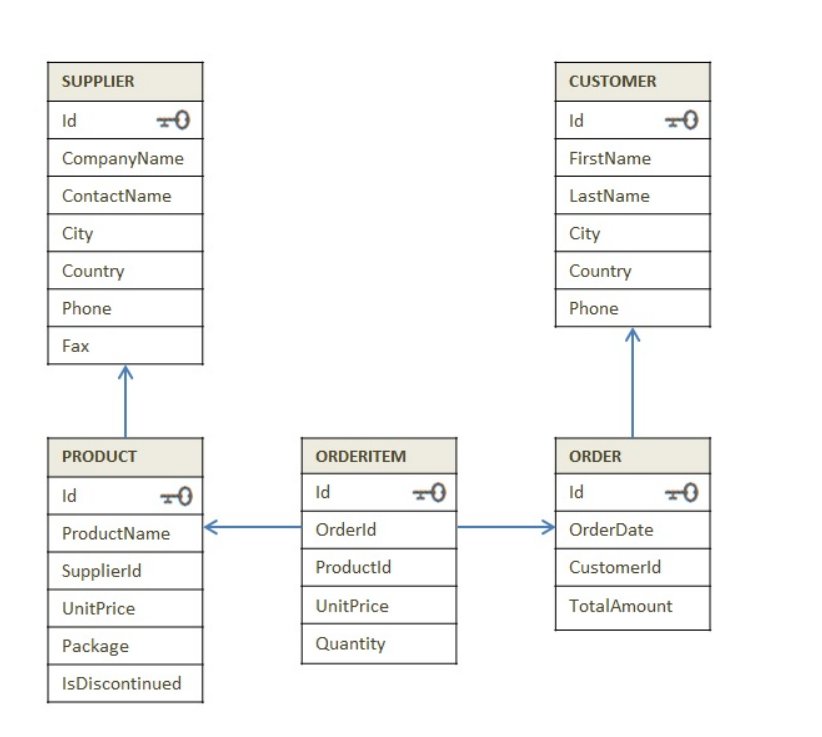 SUPPLIER
Id
CompanyName
ContactName
City
Country
Phone
Fax
CUSTOMER
Id
FirstName
LastName
City
Country
Phone
PRODUCT
Id
ProductName
SupplierId
UnitPrice
Package
IsDiscontinued
ORDERITEM
Id
OrderId
ProductId
UnitPrice
Quantity
ORDER
Id
OrderDate
CustomerId
TotalAmount